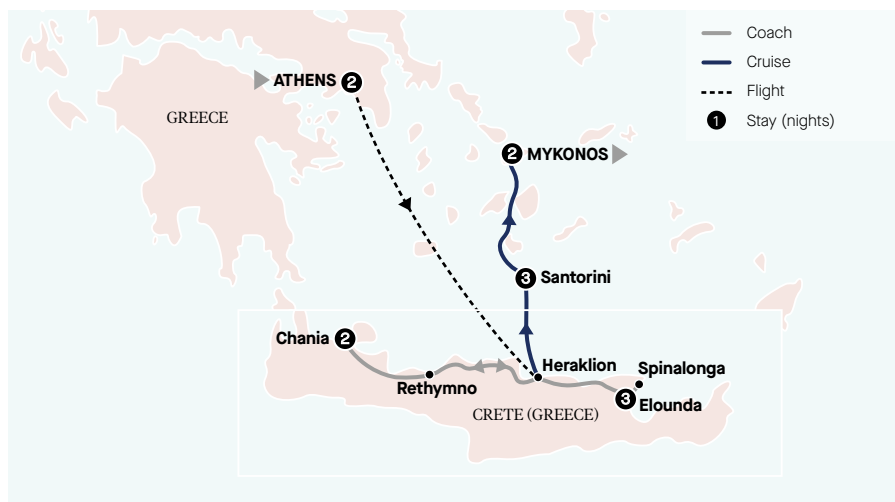 Coach
Cruise
Flight
1 Stay (nights)
ATHENS 2
GREECE
2 MYKONOS
3 Santorini
Chania 2
Heraklion
Spinalonga
Rethymno
3 Elounda
CRETE (GREECE)